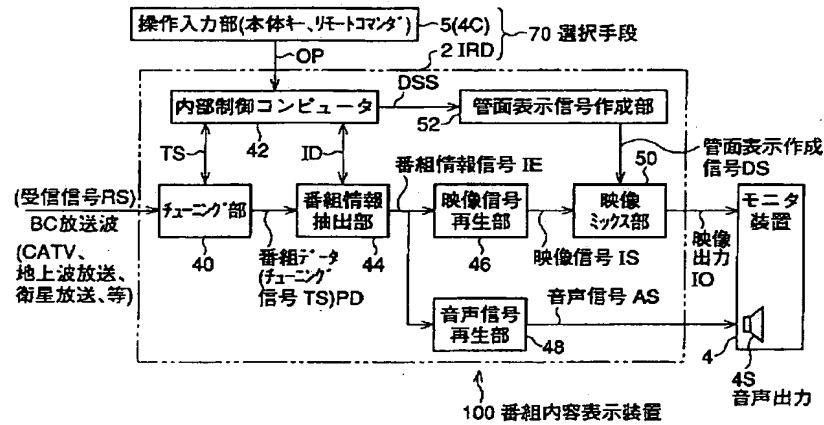 操作入力部(本体キー、リモートコマンダ)
5(4C)
70 選択手段
2 IRD
OP
DSS
内部制御コンピュータ
42
管面表示信号作成部
52
TS
ID
番組情報信号 IE
50
管面表示作成
信号DS
(受信信号RS)
BC放送波
(CATV、
地上波放送、
衛星放送、等)
チューニング部
40
番組データ
(チューニング
信号 TS)PD
番組情報
抽出部
44
映像信号
再生部
46
映像信号 IS
映像
ミックス部
映像
出力
IO
モニタ
装置
音声信号
再生部
48
音声信号 AS
4
4S
音声出力
100 番組内容表示装置